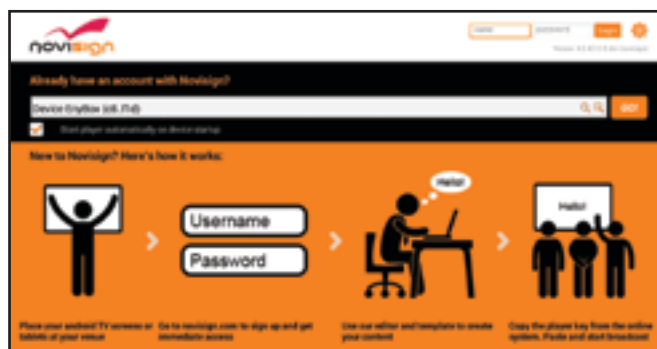 novisign
name password Login
Already have an account with Novisign?
Device EnyBox
GO!
Start player automatically on device startup
New to Novisign? Here's how it works:
Hello!
Hello!
Username
Password
Place your android TV screens or tablets at your venue
Go to novisign.com to sign up and get immediate access
Use our editor and template to create your content
Copy the player key from the online system. Paste and start broadcast